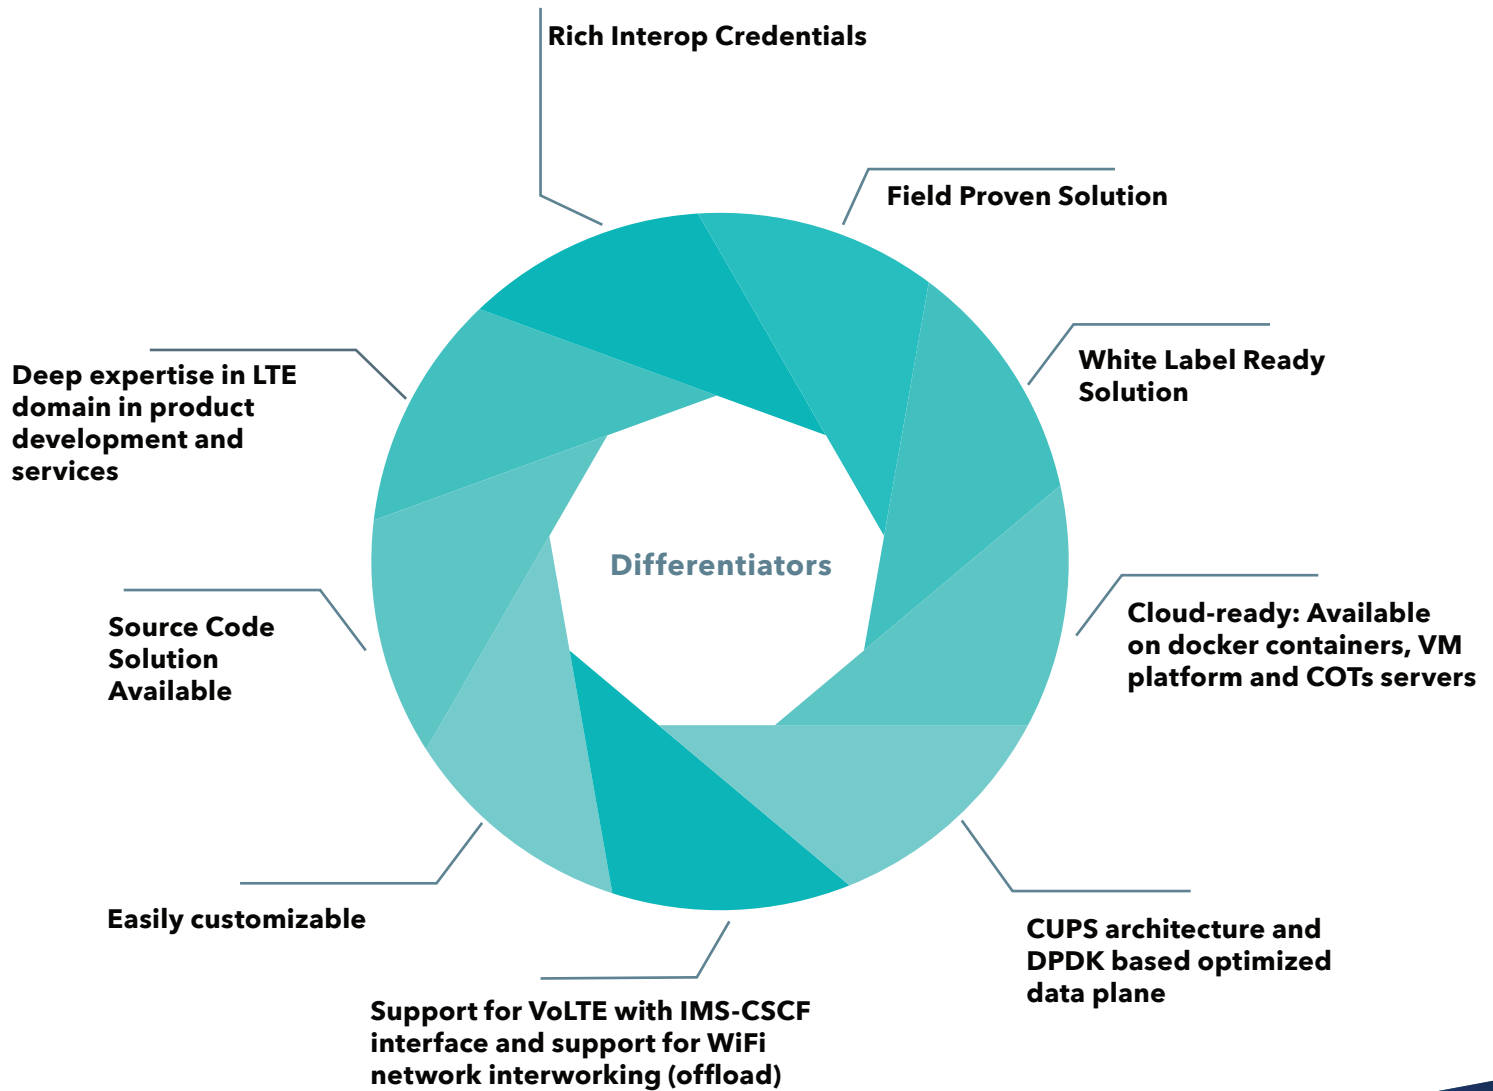 Rich Interop Credentials
Field Proven Solution
White Label Ready
Solution
Cloud-ready: Available
on docker containers, VM
platform and COTs servers
CUPS architecture and
DPDK based optimized
data plane
Support for VoLTE with IMS-CSCF
interface and support for WiFi
network interworking (offload)
Easily customizable
Source Code
Solution
Available
Deep expertise in LTE
domain in product
development and
services
Differentiators